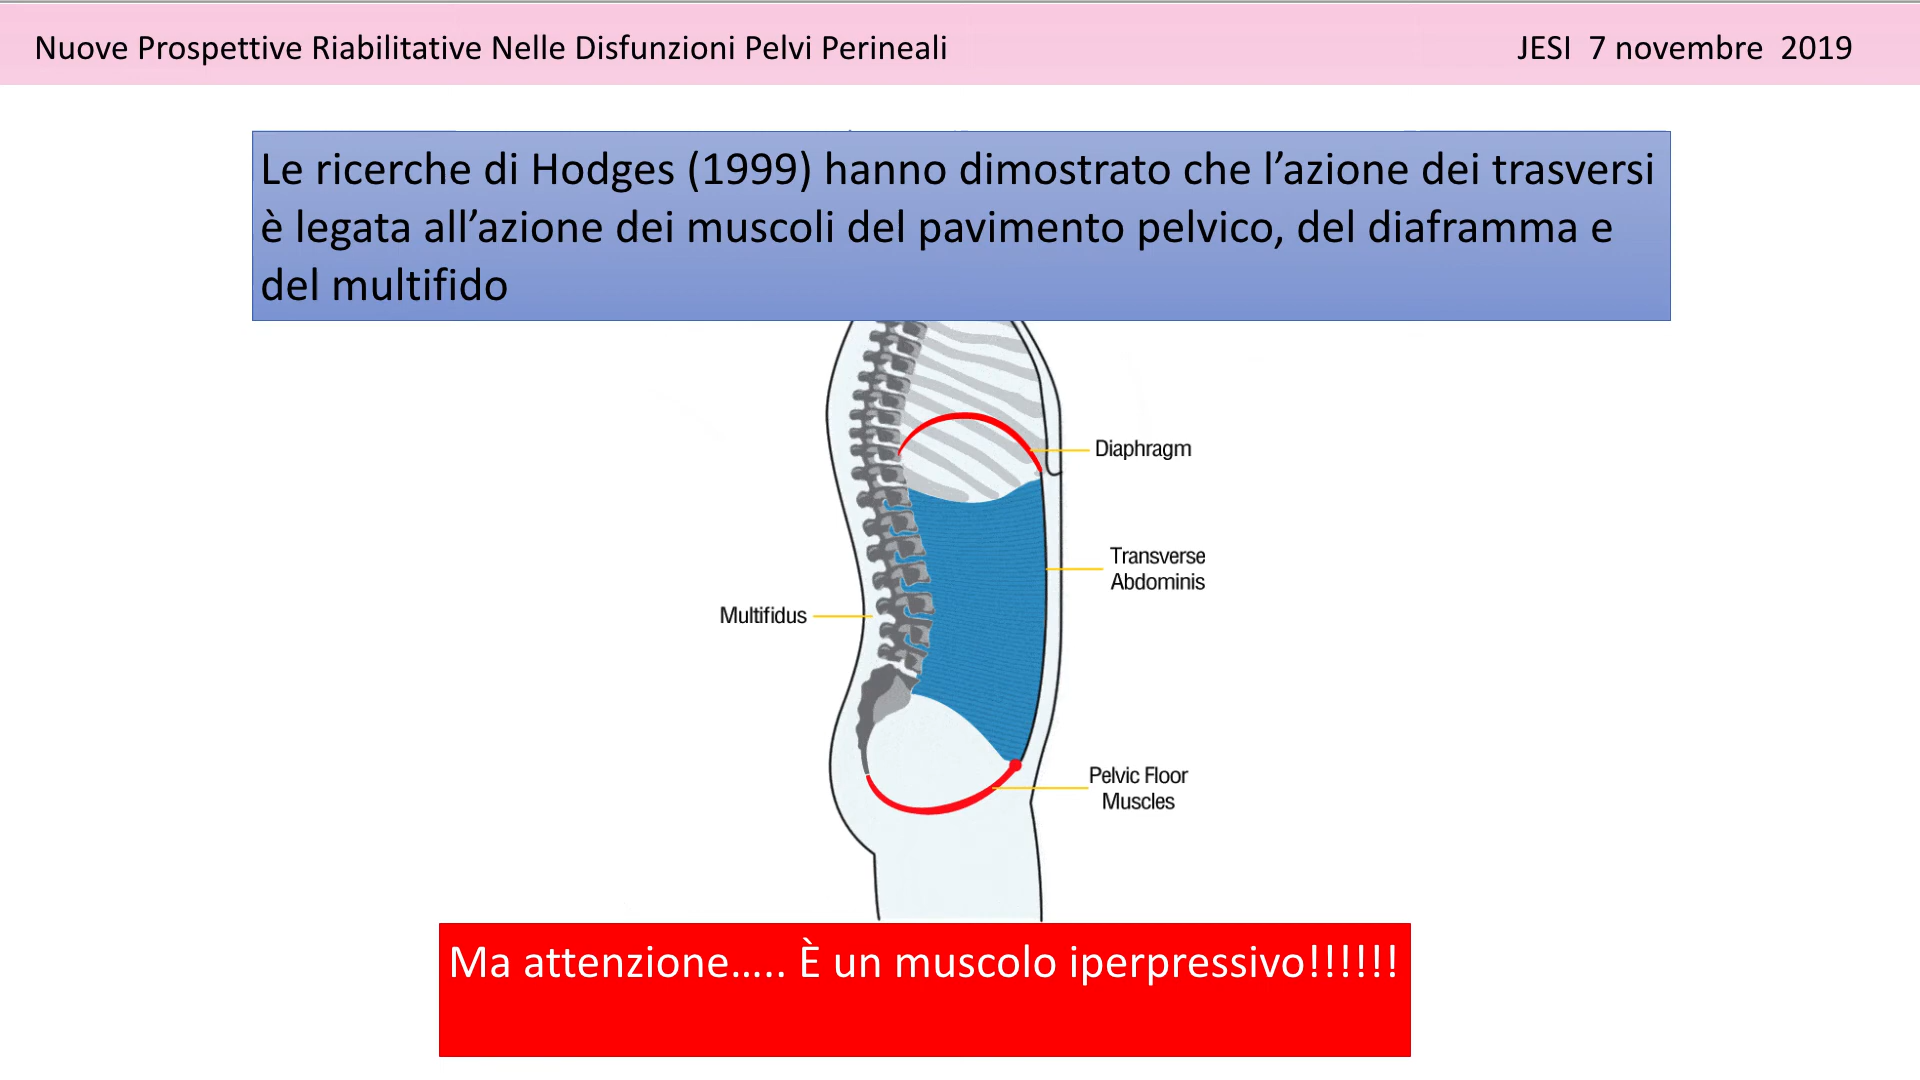 Nuove Prospettive Riabilitative Nelle Disfunzioni Pelvi Perineali JESI 7 novembre 2019
Le ricerche di Hodges (1999) hanno dimostrato che l’azione dei trasversi
è legata all’azione dei muscoli del pavimento pelvico, del diaframma e
del multifido
Diaphragm
Transverse
Abdominis
Multifidus
Pelvic Floor
Muscles
Ma attenzione….. È un muscolo iperpressivo!!!!!!